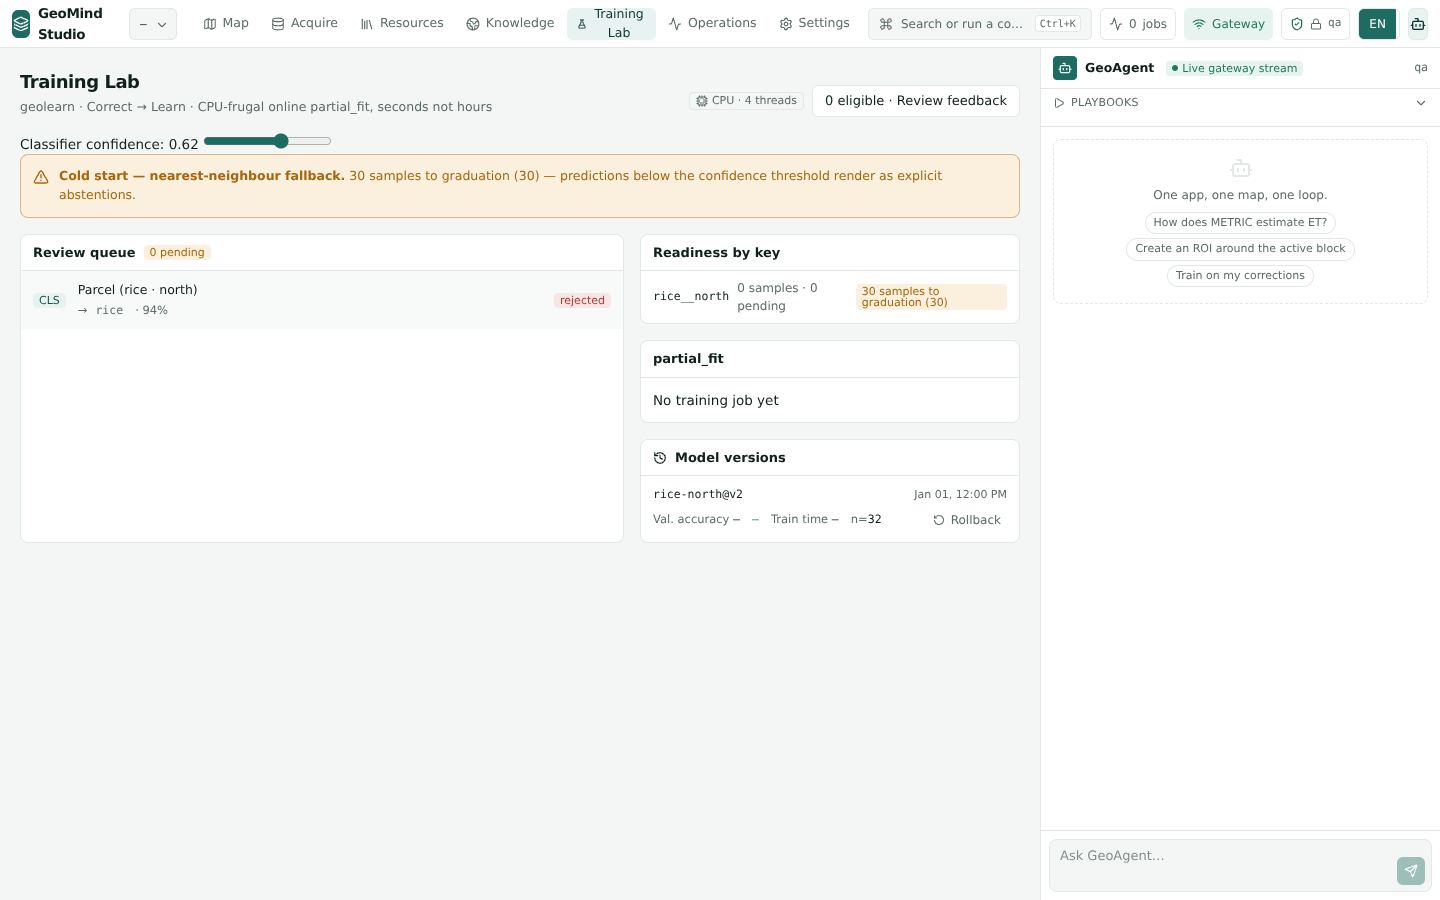 GeoMind
Studio
–
Map
Acquire
Resources
Knowledge
Training
Lab
Operations
Settings
Search or run a co…
Ctrl+K
0 jobs
Gateway
qa
EN
Training Lab
geolearn · Correct → Learn · CPU-frugal online partial_fit, seconds not hours
CPU · 4 threads
0 eligible · Review feedback
Classifier confidence: 0.62
Cold start — nearest-neighbour fallback. 30 samples to graduation (30) — predictions below the confidence threshold render as explicit
abstentions.
Review queue 0 pending
CLS
Parcel (rice · north)
→ rice · 94%
rejected
Readiness by key
rice__north
0 samples · 0
pending
30 samples to
graduation (30)
partial_fit
No training job yet
Model versions
rice-north@v2
Jan 01, 12:00 PM
Val. accuracy – – Train time – n=32
Rollback
GeoAgent
Live gateway stream
qa
PLAYBOOKS
One app, one map, one loop.
How does METRIC estimate ET?
Create an ROI around the active block
Train on my corrections
Ask GeoAgent…